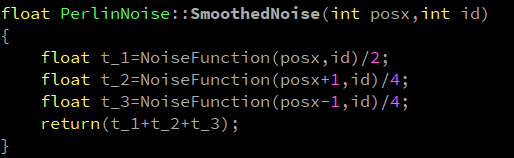 float PerlinNoise::SmoothedNoise(int posx,int id)
{
    float t_1=NoiseFunction(posx,id)/2;
    float t_2=NoiseFunction(posx+1,id)/4;
    float t_3=NoiseFunction(posx-1,id)/4;
    return(t_1+t_2+t_3);
}